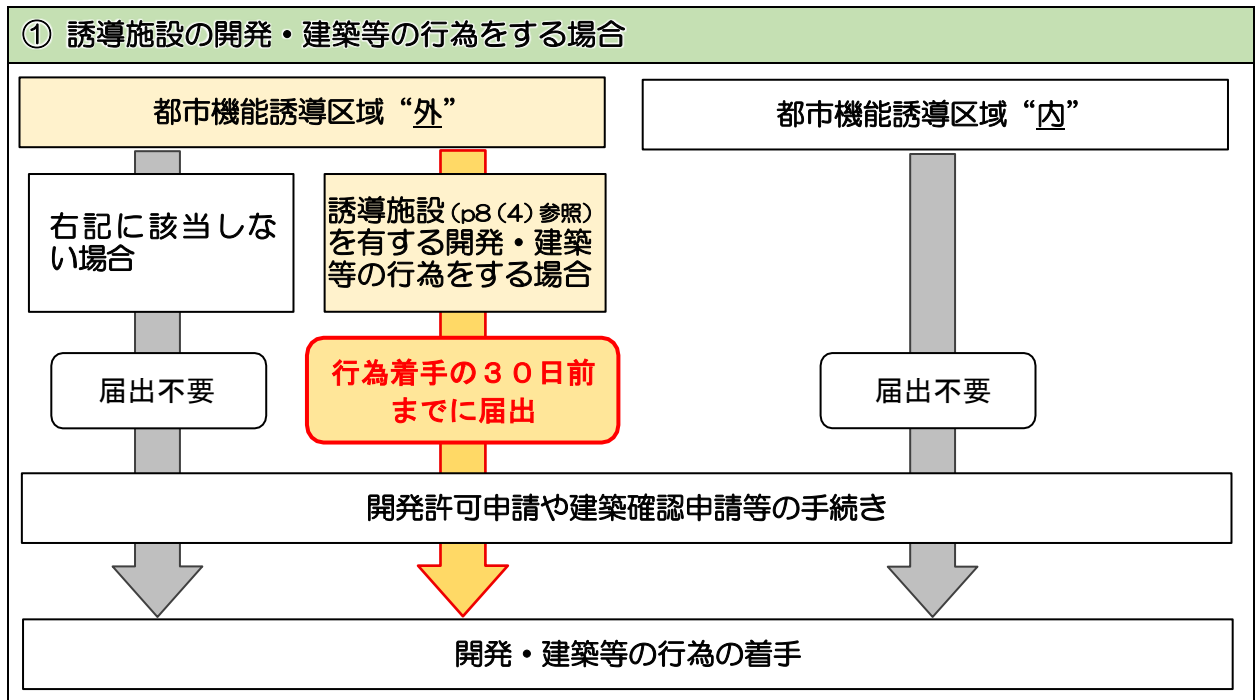 ① 誘導施設の開発・建築等の行為をする場合
都市機能誘導区域“外”
都市機能誘導区域“内”
右記に該当しな
い場合
誘導施設(p8(4)参照)
を有する開発・建築
等の行為をする場合
届出不要
行為着手の３０日前
までに届出
届出不要
開発許可申請や建築確認申請等の手続き
開発・建築等の行為の着手